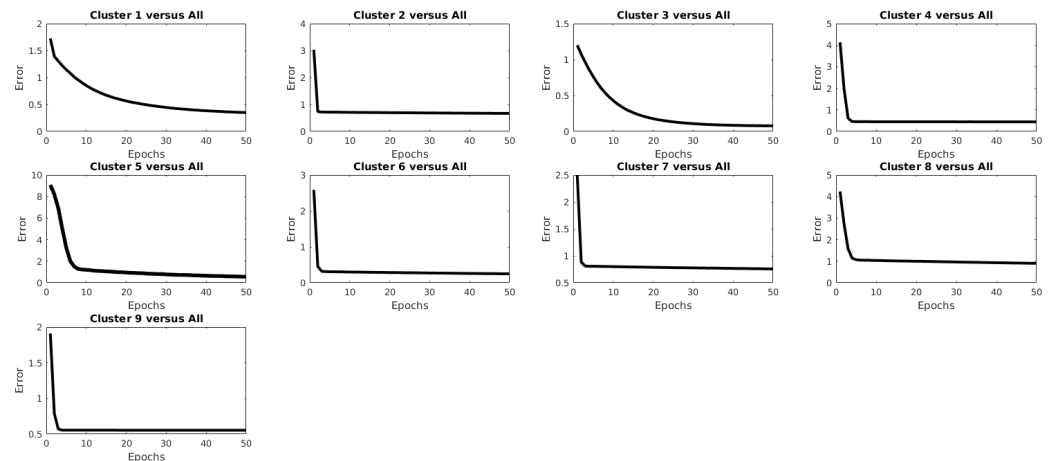 Cluster 1 versus All
2
1.5
1
0.5
0
Error
0 10 20 30 40 50
Epochs
Cluster 2 versus All
4
3
2
1
0
Error
0 10 20 30 40 50
Epochs
Cluster 3 versus All
1.5
1
0.5
0
Error
0 10 20 30 40 50
Epochs
Cluster 4 versus All
5
4
3
2
1
0
Error
0 10 20 30 40 50
Epochs
Cluster 5 versus All
10
8
6
4
2
0
Error
0 10 20 30 40 50
Epochs
Cluster 6 versus All
3
2
1
0
Error
0 10 20 30 40 50
Epochs
Cluster 7 versus All
2.5
2
1.5
1
0.5
Error
0 10 20 30 40 50
Epochs
Cluster 8 versus All
5
4
3
2
1
0
Error
0 10 20 30 40 50
Epochs
Cluster 9 versus All
2
1.5
1
0.5
Error
0 10 20 30 40 50
Epochs